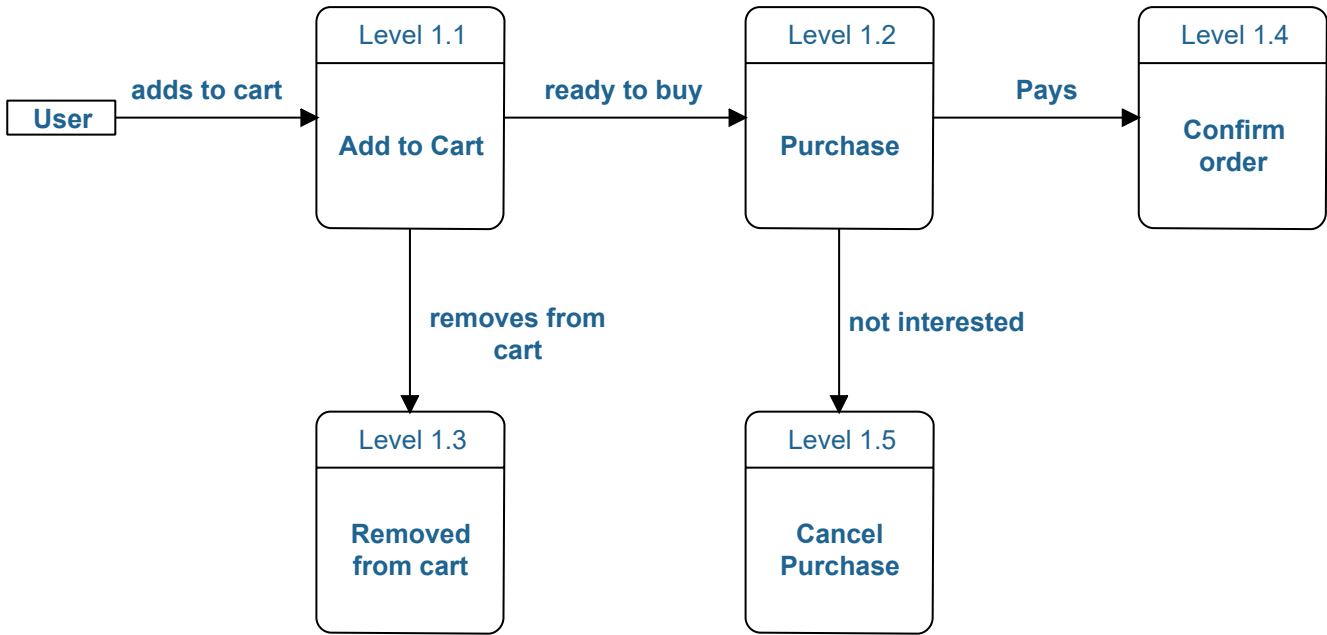 Level 1.1
Level 1.2
Level 1.4
adds to cart
ready to buy
Pays
User
Add to Cart
Purchase
Confirm
order
removes from
cart
not interested
Level 1.3
Level 1.5
Removed
from cart
Cancel
Purchase